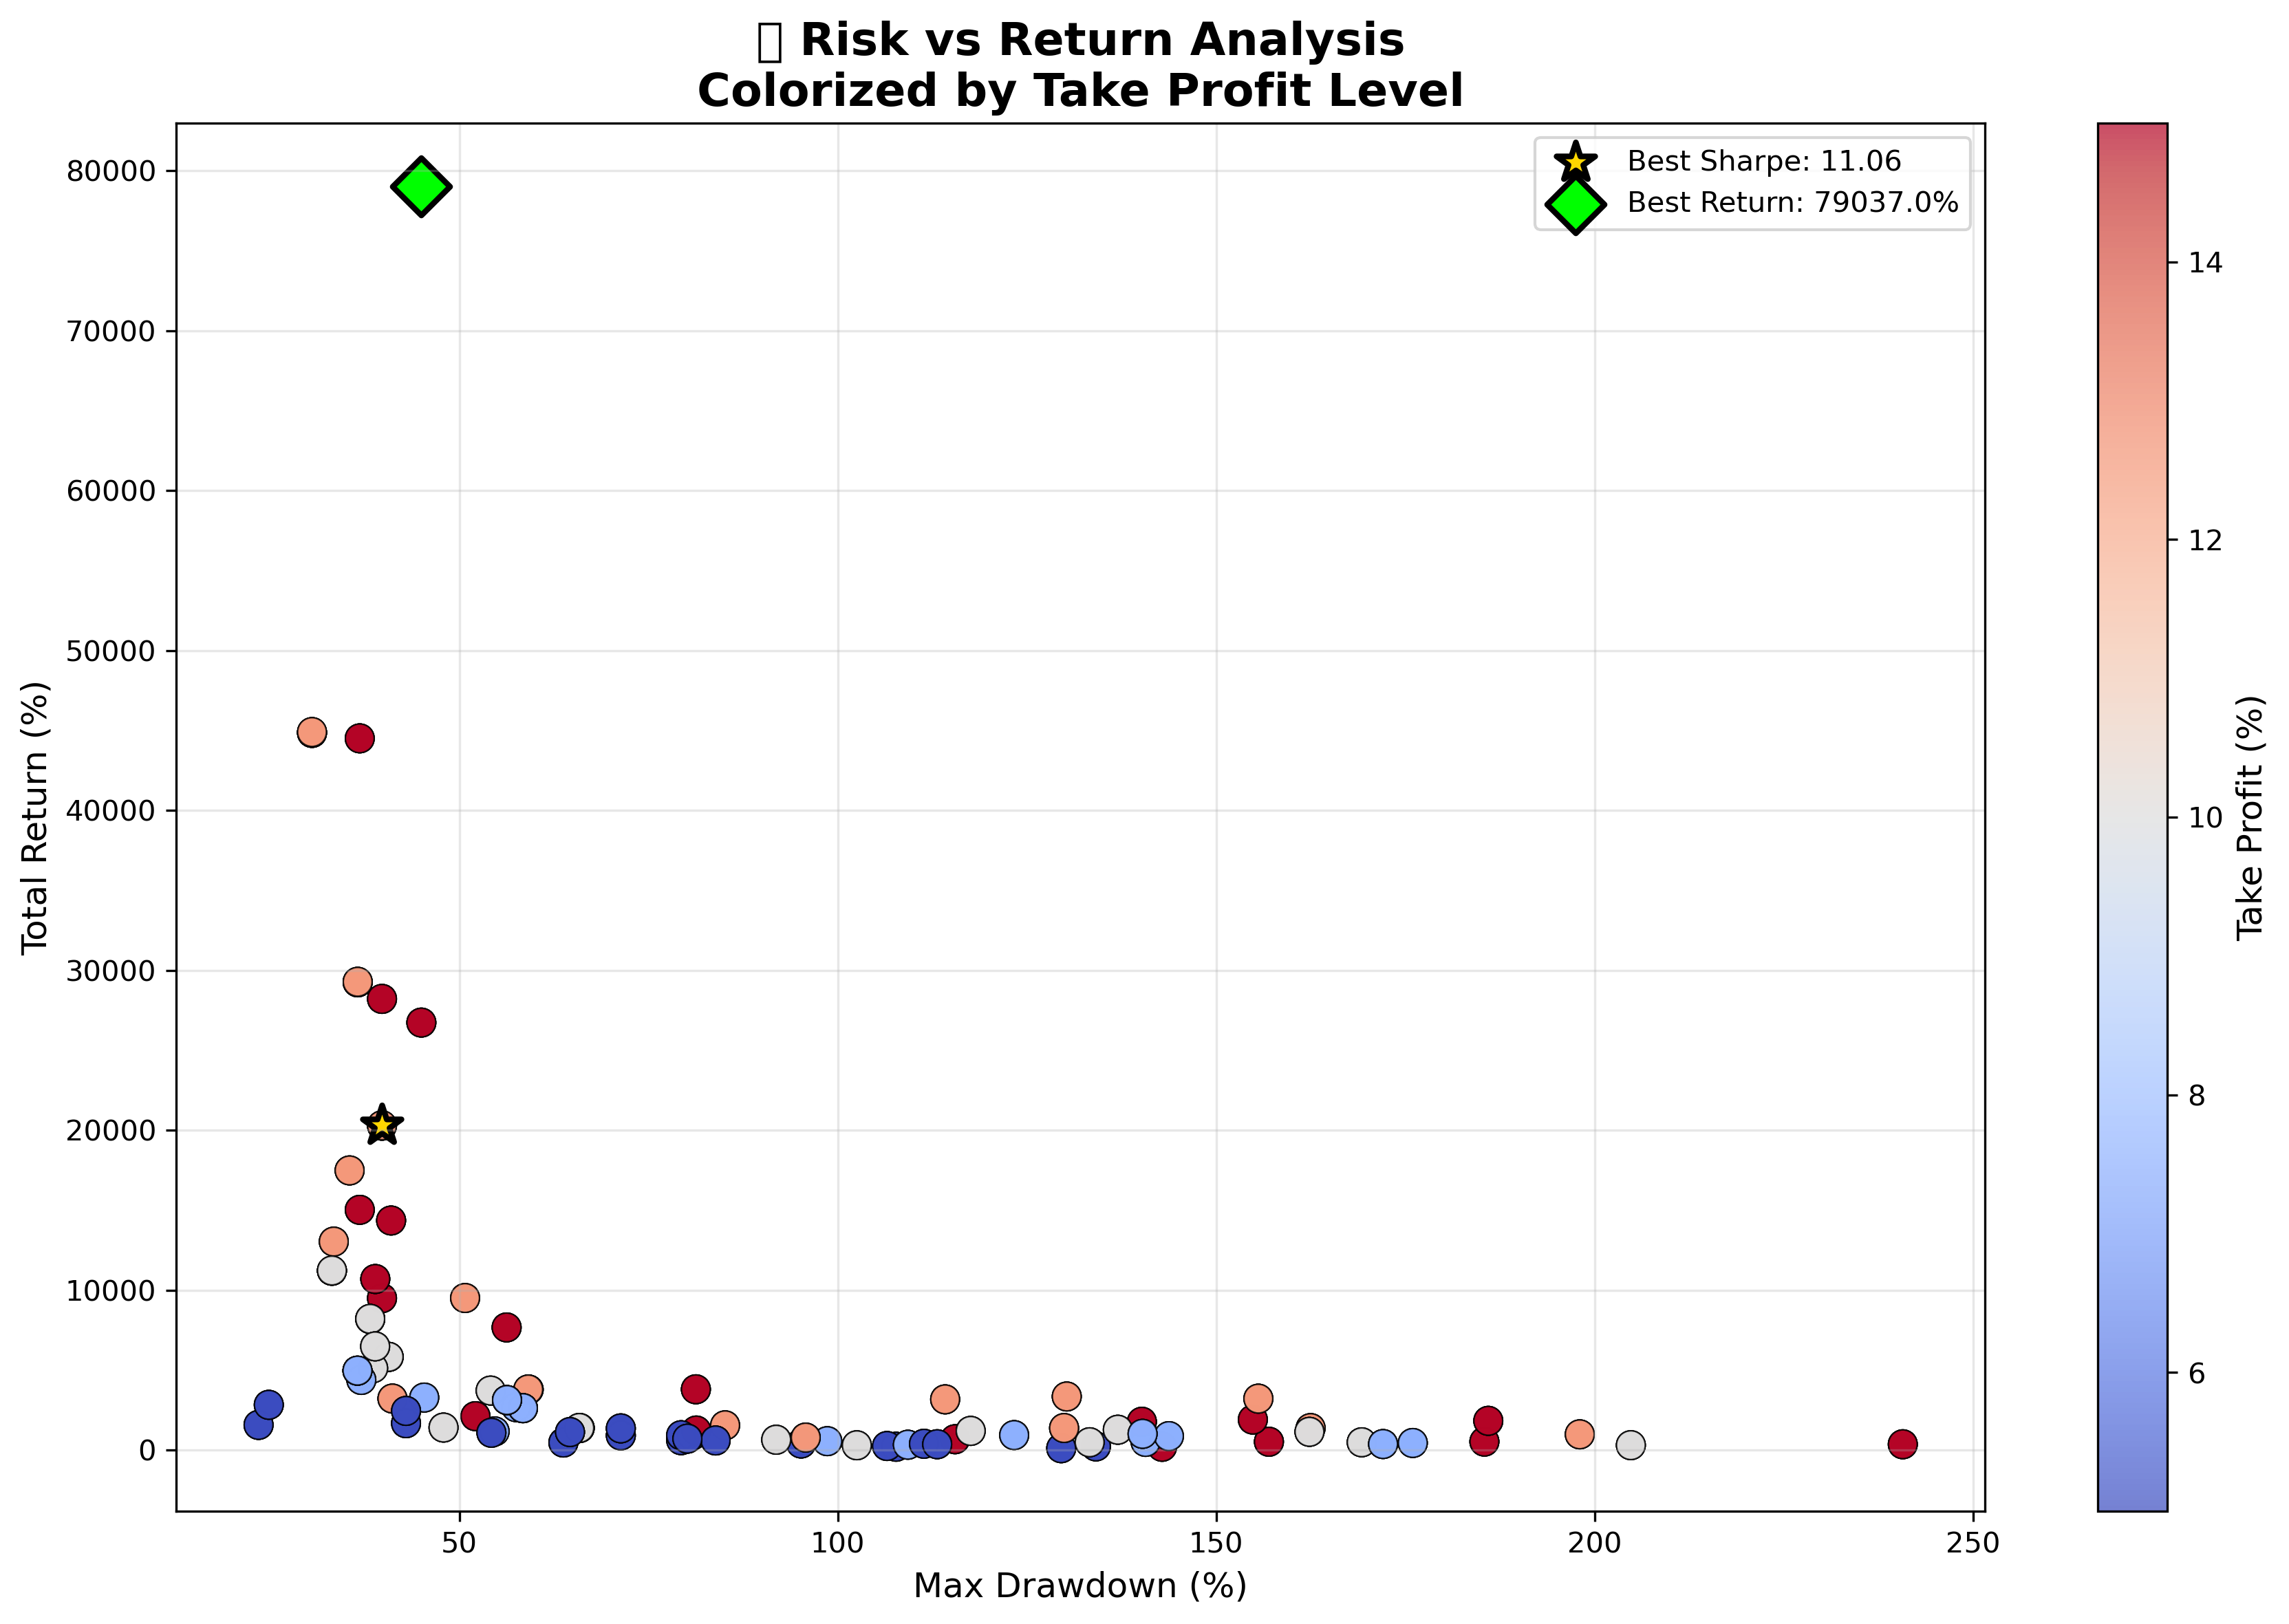 Risk vs Return Analysis
Colorized by Take Profit Level
Best Sharpe: 11.06
Best Return: 79037.0%
80000
70000
60000
50000
40000
30000
20000
10000
0
Total Return (%)
50
100
150
200
250
Max Drawdown (%)
14
12
10
8
6
Take Profit (%)